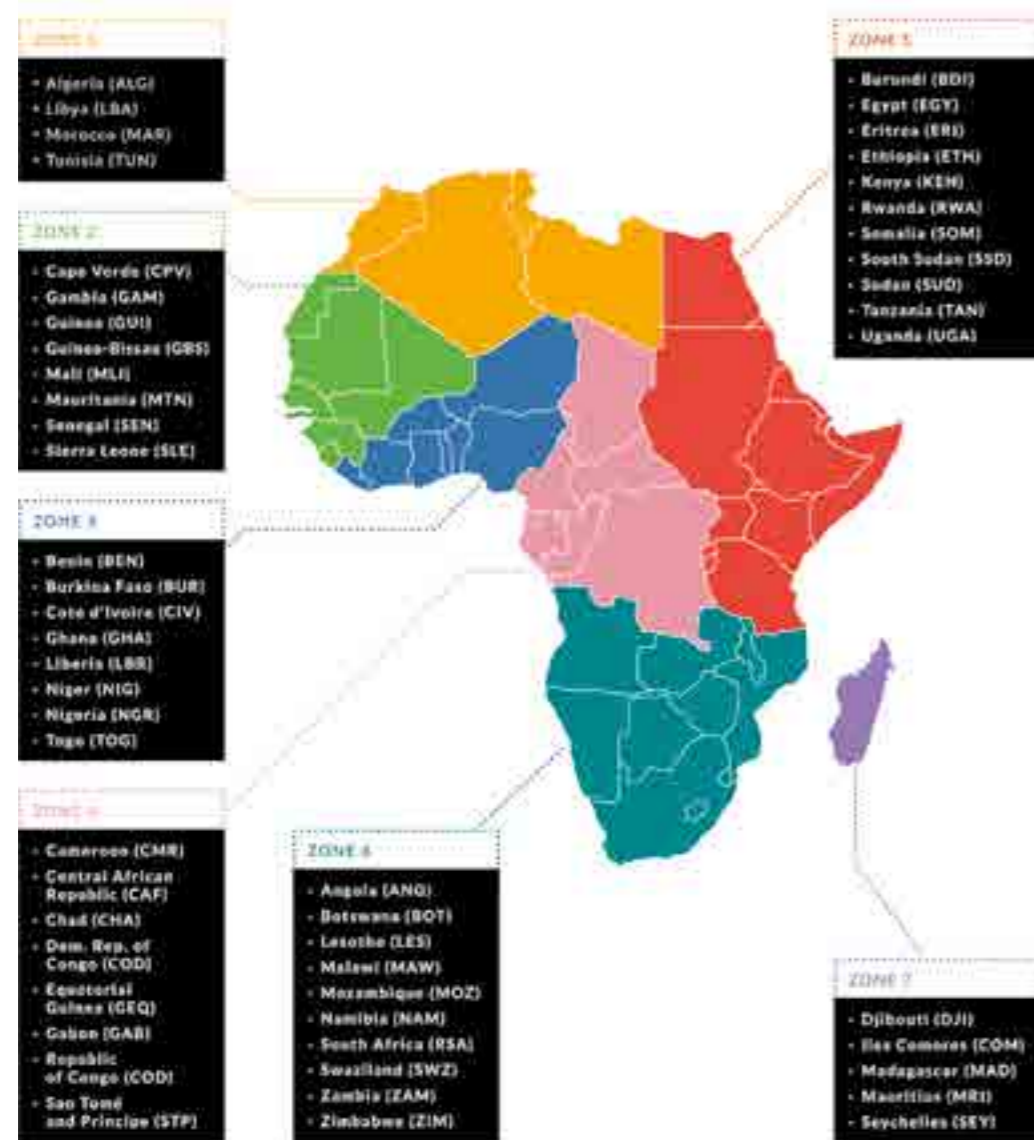 ZONE 1
• Algeria (ALG)
• Libya (LBA)
• Morocco (MAR)
• Tunisia (TUN)
ZONE 2
- Cape Verde (CPV)
- Gambia (GAM)
- Guinea (GUI)
- Guinea-Bissau (GBS)
- Mali (MLI)
- Mauritania (MTN)
- Senegal (SEN)
- Sierra Leone (SLE)
ZONE 3
- Benin (BEN)
- Burkina Faso (BUR)
- Cote d'Ivoire (CIV)
- Ghana (GHA)
- Liberia (LBR)
- Niger (NIG)
- Nigeria (NGR)
- Togo (TOG)
ZONE 4
- Cameroon (CMR)
- Central African
Republic (CAF)
- Chad (CHA)
- Dem. Rep. of
Congo (COD)
- Equatorial
Guinea (GEQ)
- Gabon (GAB)
- Republic
of Congo (COD)
- Sao Tomé
and Principe (STP)
ZONE 5
- Burundi (BDI)
- Egypt (EGY)
- Eritrea (ERI)
- Ethiopia (ETH)
- Kenya (KEN)
- Rwanda (RWA)
- Somalia (SOM)
- South Sudan (SSD)
- Sudan (SUD)
- Tanzania (TAN)
- Uganda (UGA)
ZONE 6
- Angola (ANG)
- Botswana (BOT)
- Lesotho (LES)
- Malawi (MAW)
- Mozambique (MOZ)
- Namibia (NAM)
- South Africa (RSA)
- Swaziland (SWZ)
- Zambia (ZAM)
- Zimbabwe (ZIM)
ZONE 7
- Djibouti (DJI)
- Iles Comores (COM)
- Madagascar (MAD)
- Mauritius (MRI)
- Seychelles (SEY)